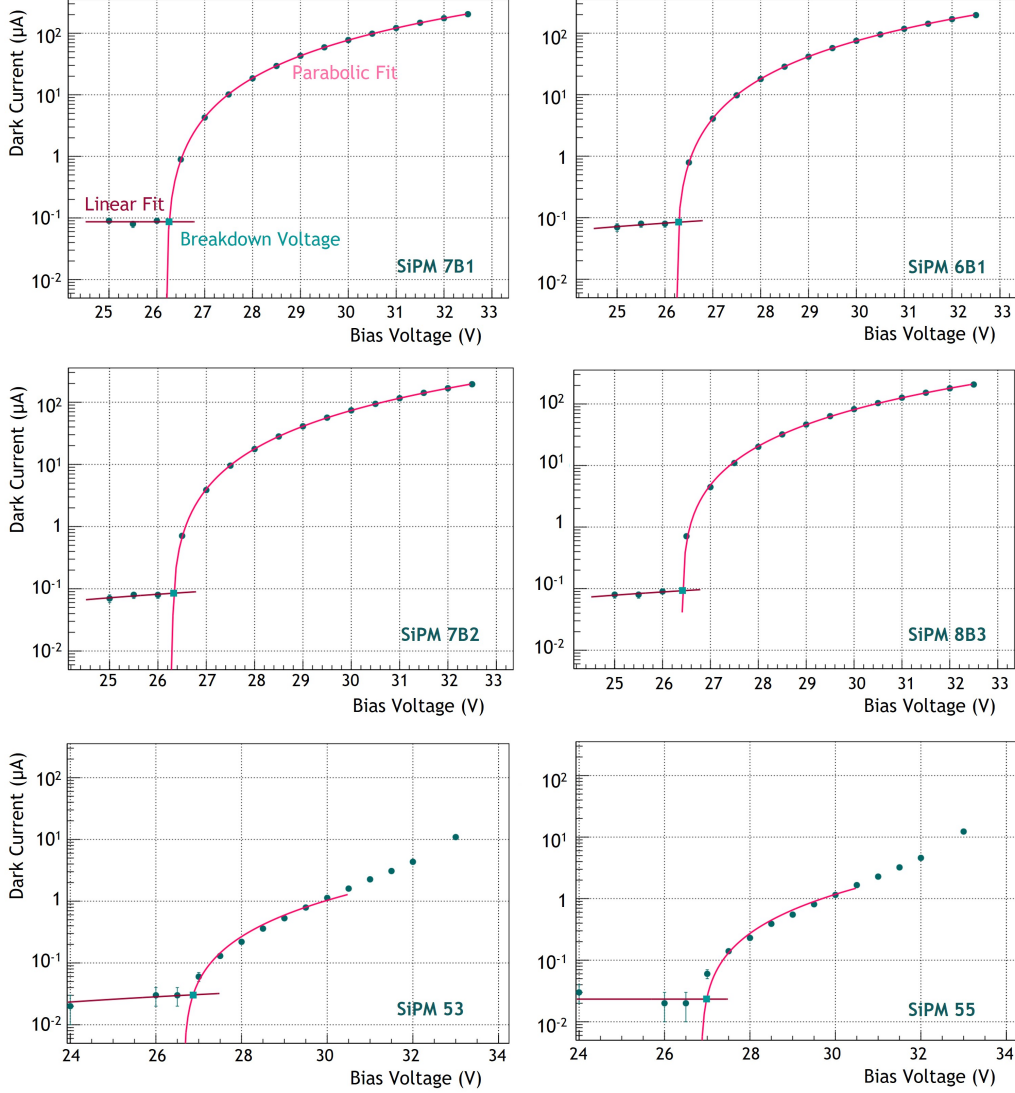 Dark Current (μA)
10²
10¹
1
10⁻¹
10⁻²
Parabolic Fit
Linear Fit
Breakdown Voltage
SiPM 7B1
25 26 27 28 29 30 31 32 33
Bias Voltage (V)
10²
10¹
1
10⁻¹
10⁻²
SiPM 6B1
25 26 27 28 29 30 31 32 33
Bias Voltage (V)
Dark Current (μA)
10²
10¹
1
10⁻¹
10⁻²
SiPM 7B2
25 26 27 28 29 30 31 32 33
Bias Voltage (V)
10²
10¹
1
10⁻¹
10⁻²
SiPM 8B3
25 26 27 28 29 30 31 32 33
Bias Voltage (V)
Dark Current (μA)
10²
10¹
1
10⁻¹
10⁻²
SiPM 53
24 26 28 30 32 34
Bias Voltage (V)
10²
10¹
1
10⁻¹
10⁻²
SiPM 55
24 26 28 30 32 34
Bias Voltage (V)